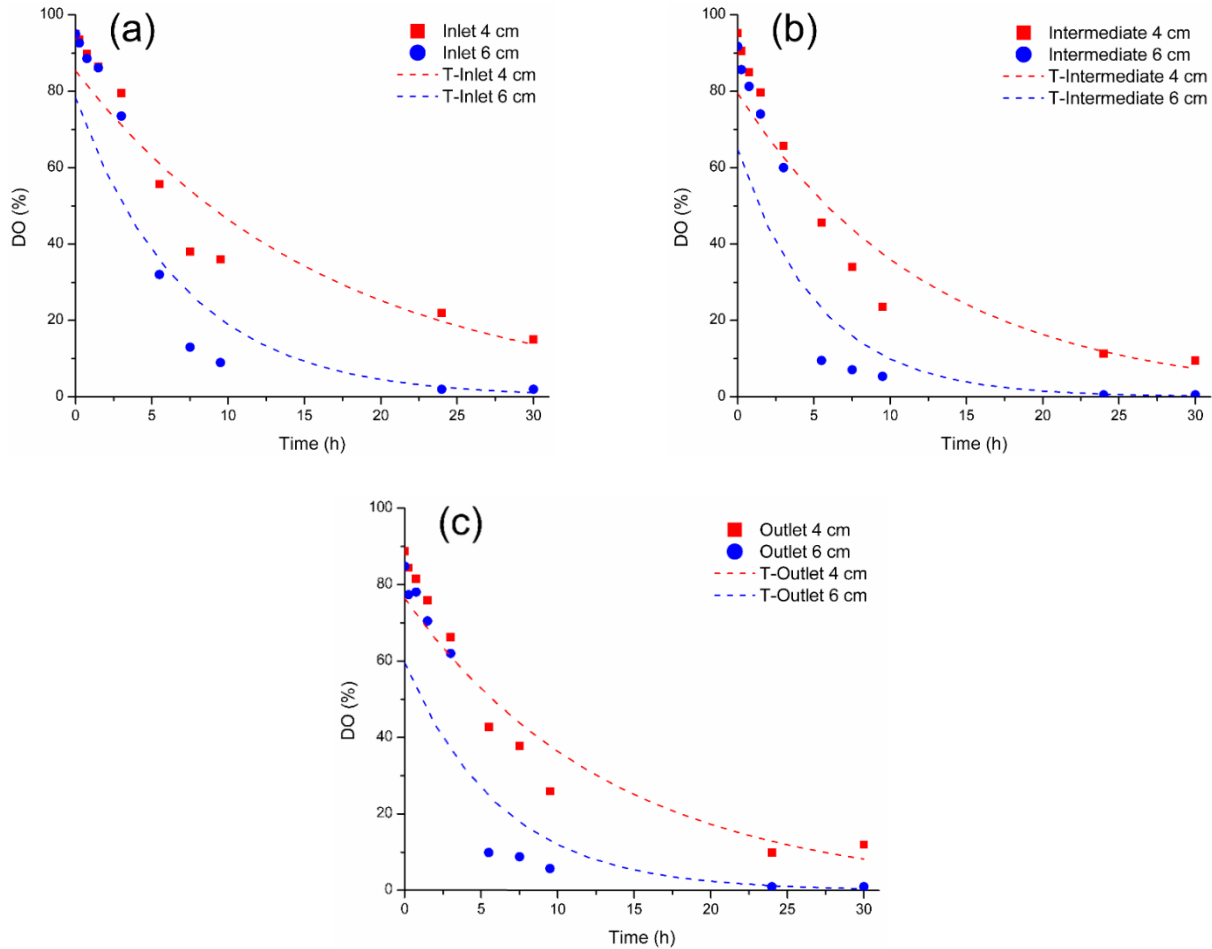 (a)
Inlet 4 cm
Inlet 6 cm
T-Inlet 4 cm
T-Inlet 6 cm
100
80
60
40
20
0
DO (%)
0 5 10 15 20 25 30
Time (h)
(b)
Intermediate 4 cm
Intermediate 6 cm
T-Intermediate 4 cm
T-Intermediate 6 cm
100
80
60
40
20
0
DO (%)
0 5 10 15 20 25 30
Time (h)
(c)
Outlet 4 cm
Outlet 6 cm
T-Outlet 4 cm
T-Outlet 6 cm
100
80
60
40
20
0
DO (%)
0 5 10 15 20 25 30
Time (h)